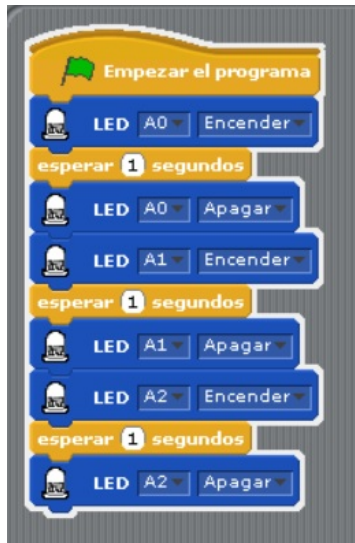 Empezar el programa
LED A0 Encender
esperar 1 segundos
LED A0 Apagar
LED A1 Encender
esperar 1 segundos
LED A1 Apagar
LED A2 Encender
esperar 1 segundos
LED A2 Apagar